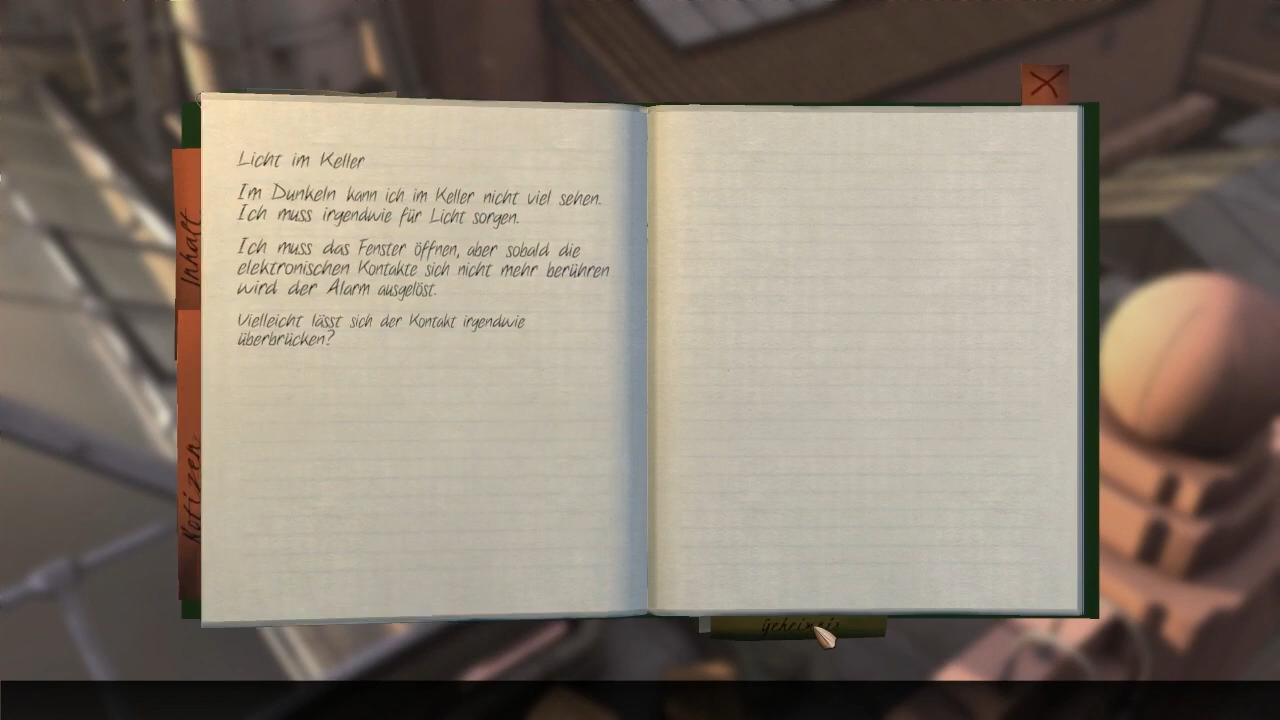 Licht im Keller
Im Dunkeln kann ich im Keller nicht viel sehen.
Ich muss irgendwie für Licht sorgen.
Ich muss das Fenster öffnen, aber sobald die
elektronischen Kontakte sich nicht mehr berühren
wird der Alarm ausgelöst.
Vielleicht lässt sich der Kontakt irgendwie
überbrücken?
Inhalt
Notizen
X